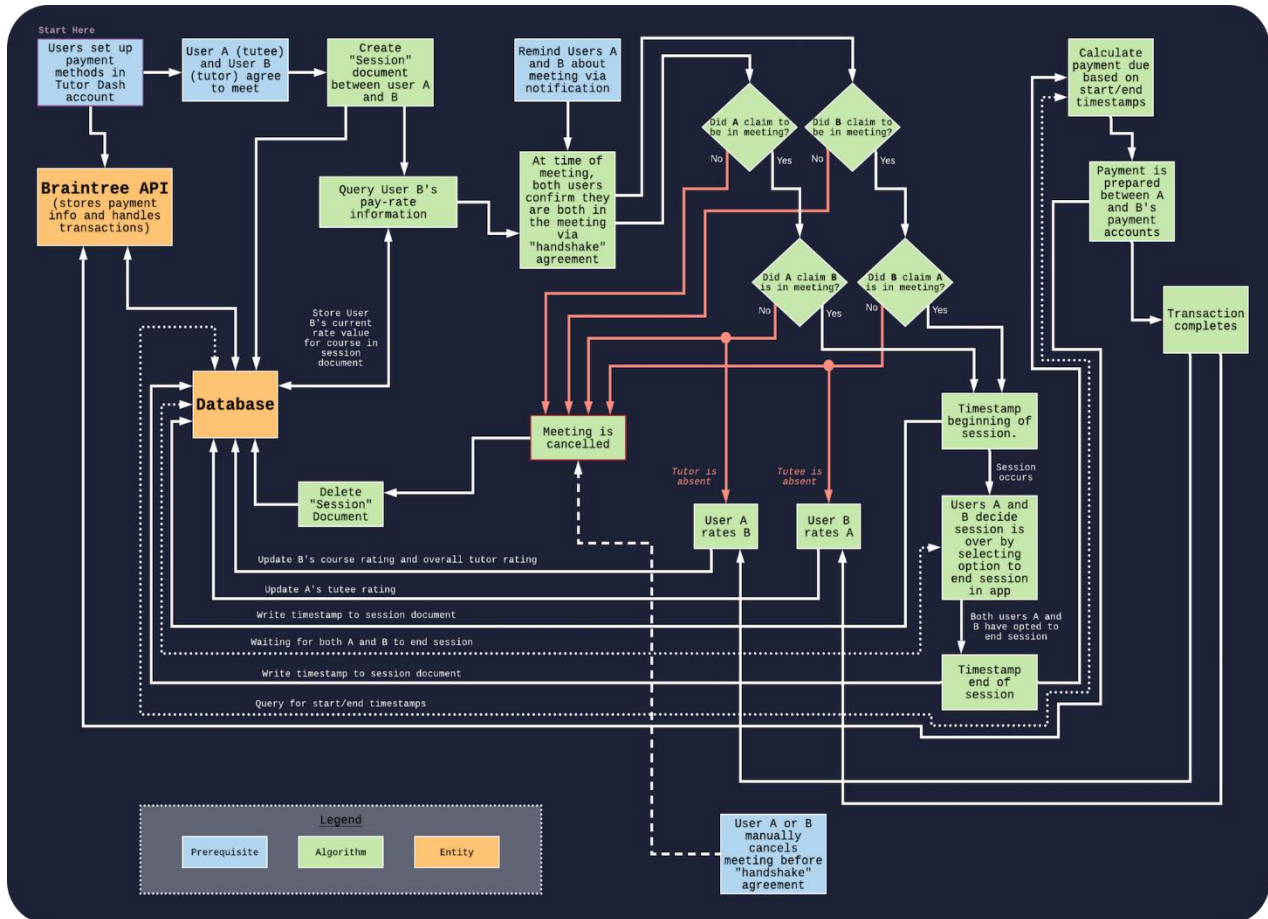 Start Here
Users set up
payment
methods in
Tutor Dash
account
User A (tutee)
and User B
(tutor) agree
to meet
Create
"Session"
document
between user A
and B
Remind Users A
and B about
meeting via
notification
Calculate
payment due
based on
start/end
timestamps
Did A claim to
be in meeting?
Did B claim to
be in meeting?
No
Yes
No
Yes
Braintree API
(stores payment
info and handles
transactions)
Query User B's
pay-rate
information
At time of
meeting,
both users
confirm they
are both in
the meeting
via
"handshake"
agreement
Payment is
prepared
between A
and B's
payment
accounts
Did A claim B
is in meeting?
Did B claim A
is in meeting?
No
Yes
No
Yes
Store User
B's current
rate value
for course in
session
document
Transaction
completes
Database
Meeting is
cancelled
Timestamp
beginning of
session.
Tutor is
absent
Tutee is
absent
Session
occurs
Delete
"Session"
Document
User A
rates B
User B
rates A
Users A and
B decide
session is
over by
selecting
option to
end session
in app
Update B's course rating and overall tutor rating
Update A's tutee rating
Write timestamp to session document
Both users A and
B have opted to
end session
Waiting for both A and B to end session
Write timestamp to session document
Timestamp
end of
session
Query for start/end timestamps
Legend
Prerequisite
Algorithm
Entity
User A or B
manually
cancels
meeting before
"handshake"
agreement